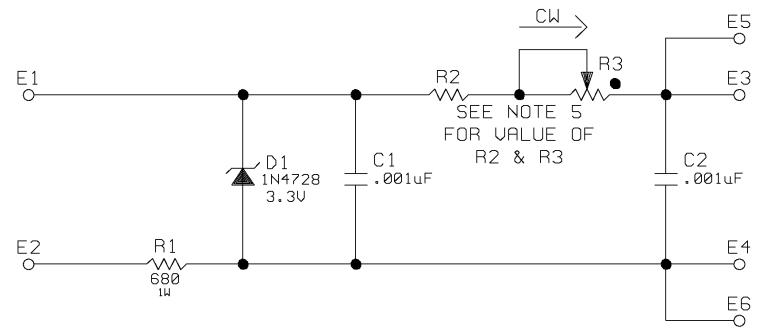 CW
E5
E1
R2
R3
E3
SEE NOTE 5
FOR VALUE OF
R2 & R3
D1
1N4728
3.3V
C1
.001uF
C2
.001uF
E2
R1
680
1W
E4
E6